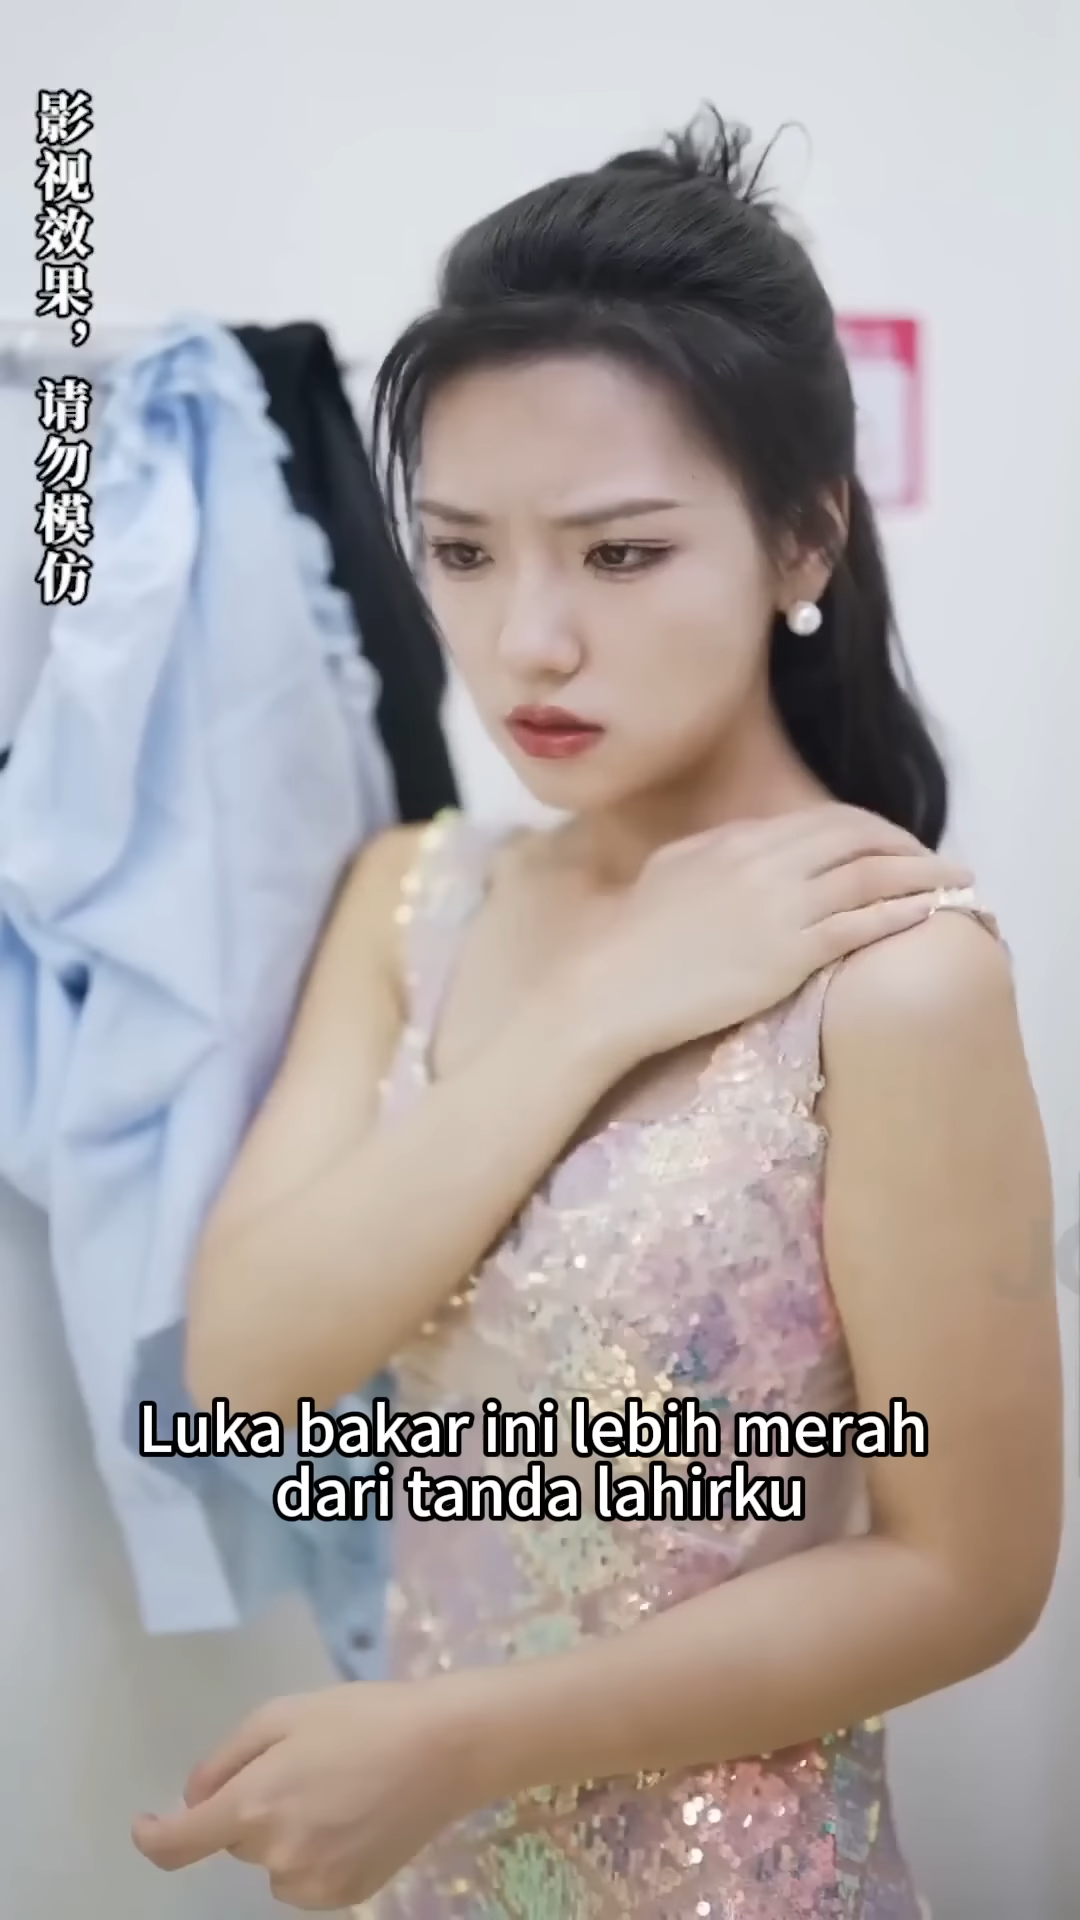 影视效果，请勿模仿
Luka bakar ini lebih merah
dari tanda lahirku